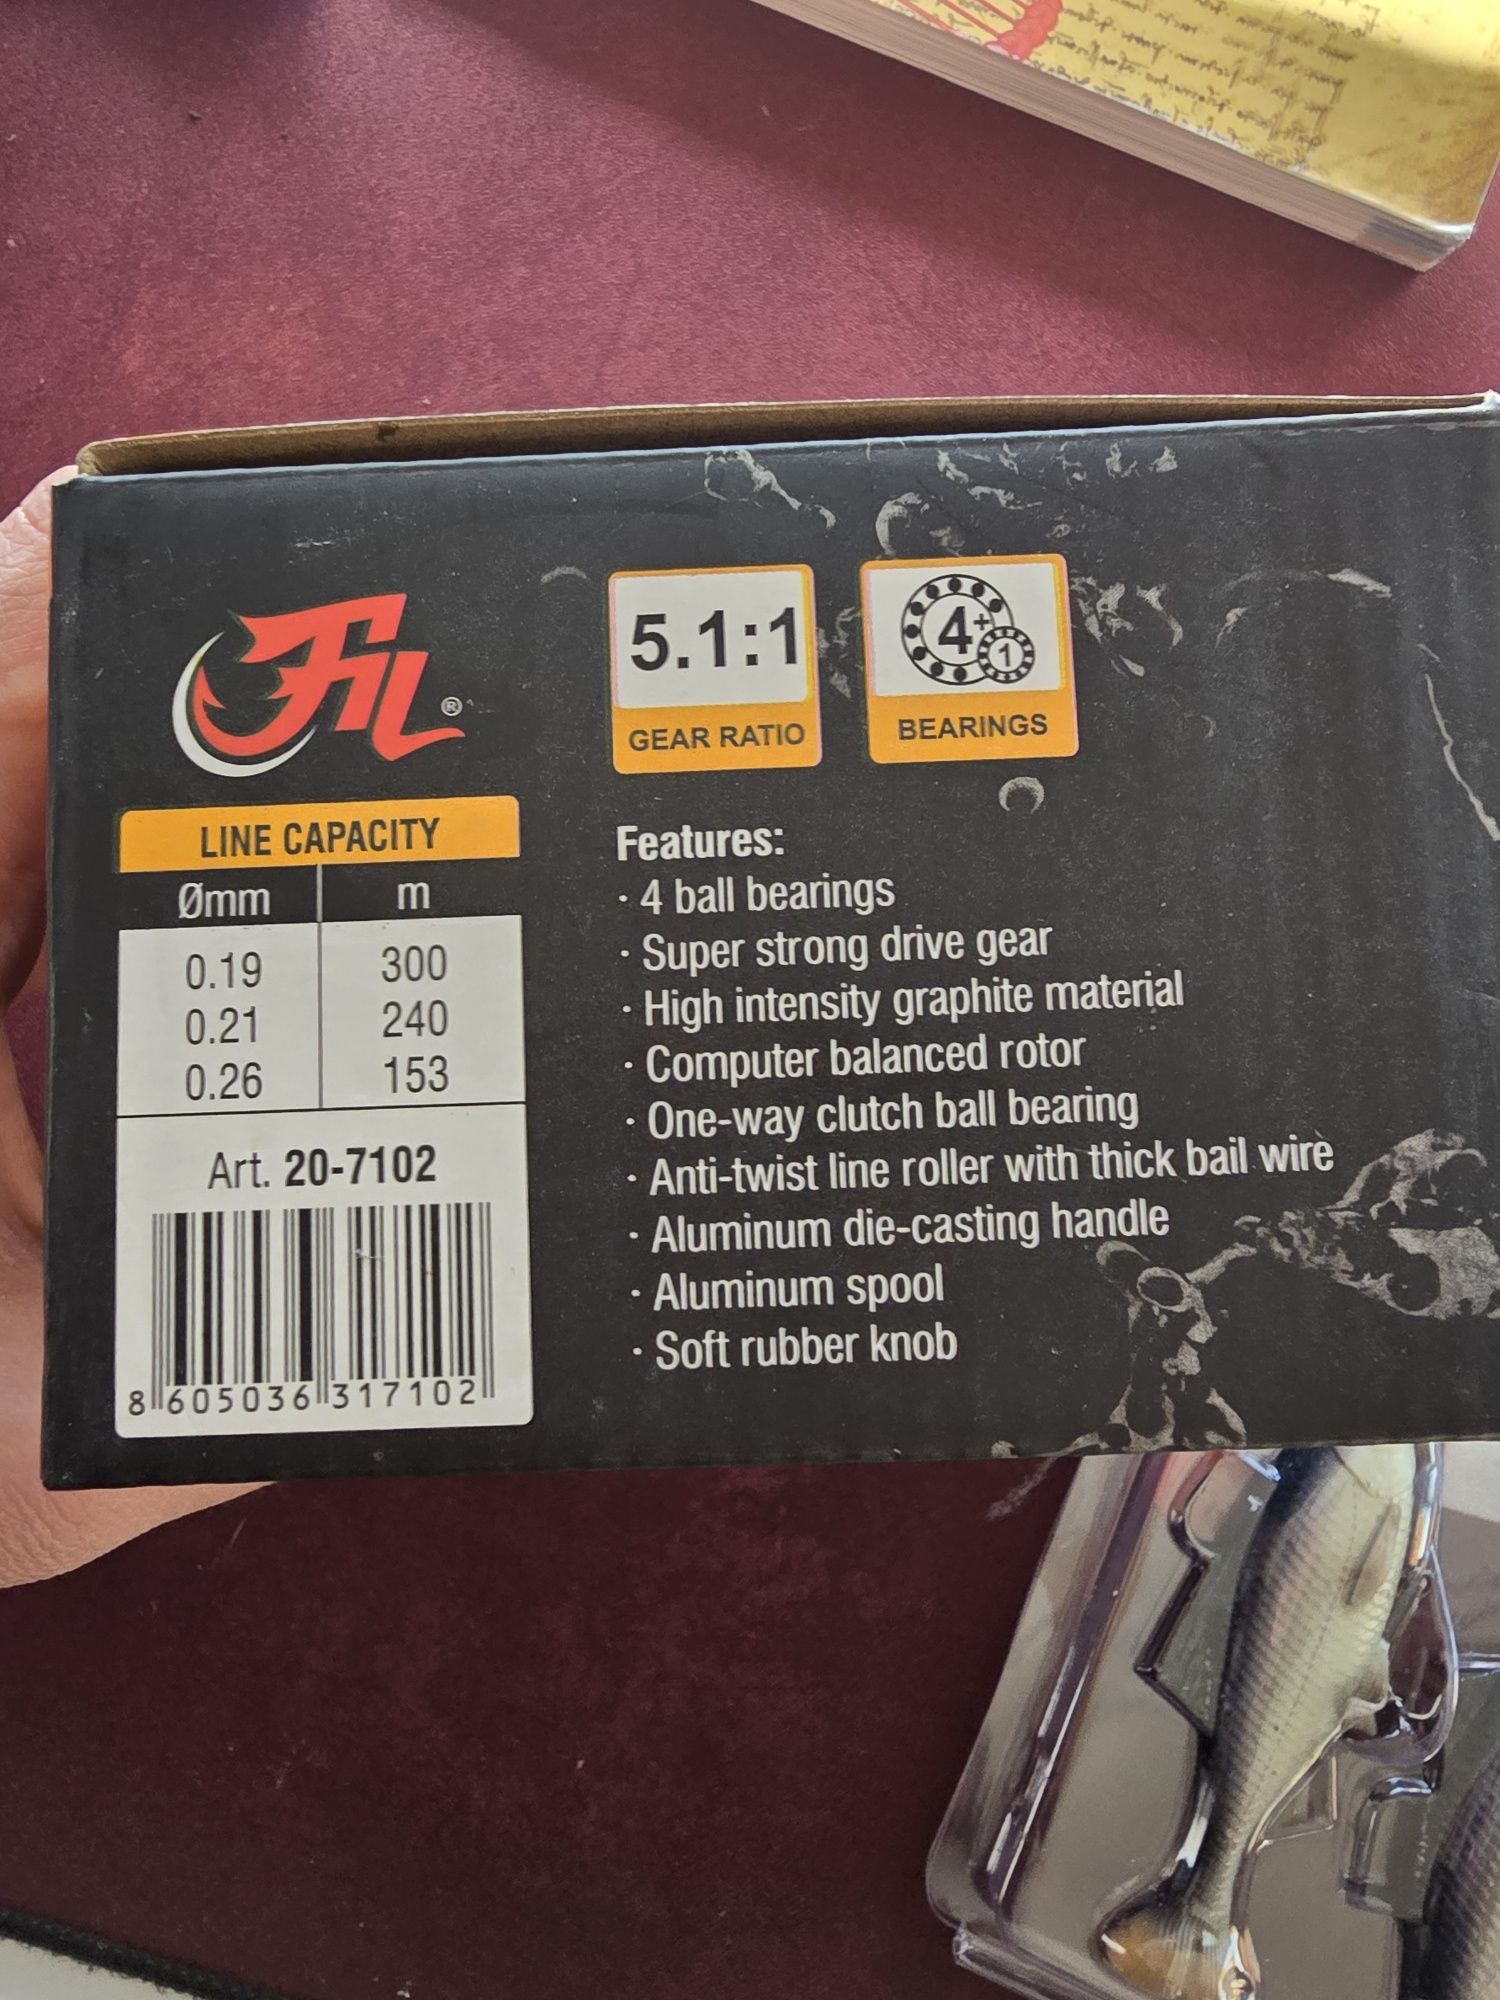 FIL ®
5.1:1
GEAR RATIO
4+1
BEARINGS
LINE CAPACITY
Ømm m
0.19 300
0.21 240
0.26 153
Art. 20-7102
8 605036 317102
Features:
· 4 ball bearings
· Super strong drive gear
· High intensity graphite material
· Computer balanced rotor
· One-way clutch ball bearing
· Anti-twist line roller with thick bail wire
· Aluminum die-casting handle
· Aluminum spool
· Soft rubber knob